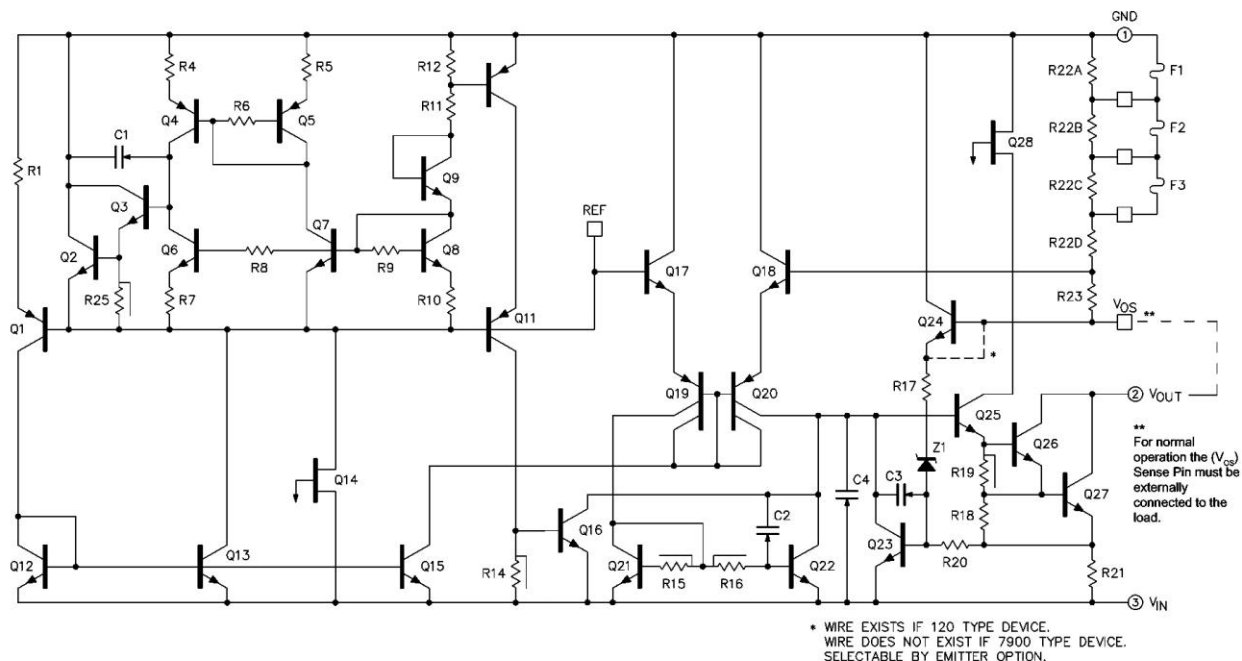 GND
1
R4
R5
R12
R22A
F1
R11
Q4
R6
Q5
C1
R1
Q28
R22B
F2
Q9
R22C
F3
Q3
REF
Q2
Q6
R8
Q7
R9
Q8
Q17
Q18
R22D
R25
R7
R10
R23
Q1
Q11
VOS
**
Q24
*
R17
Q19
Q20
Q25
2 VOUT
Q26
**
For normal
operation the (VOS)
Sense Pin must be
externally
connected to the
load.
Z1
R19
C4
C3
Q27
Q14
C2
R18
Q16
Q12
Q13
Q15
R14
Q21
R15
R16
Q22
Q23
R20
R21
3 VIN
* WIRE EXISTS IF 120 TYPE DEVICE.
WIRE DOES NOT EXIST IF 7900 TYPE DEVICE.
SELECTABLE BY EMITTER OPTION.